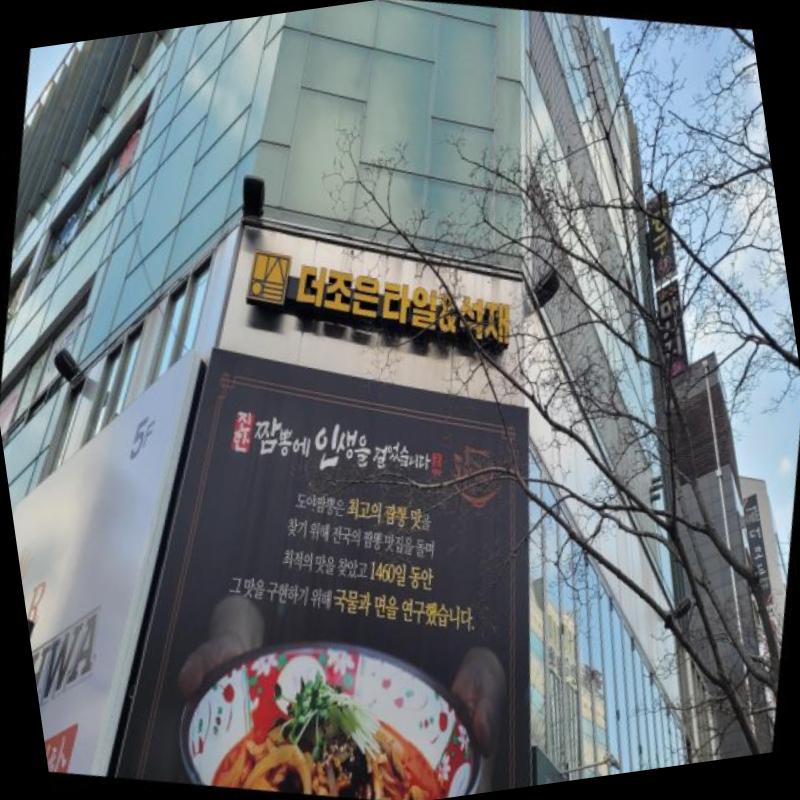 더조은타일&석재
진한 짬뽕에 인생을 걸었습니다
도야짬뽕은 최고의 짬뽕 맛을
찾기 위해 전국의 짬뽕 맛집을 돌며
최적의 맛을 찾았고 1460일 동안
그 맛을 구현하기 위해 국물과 면을 연구했습니다.
5F